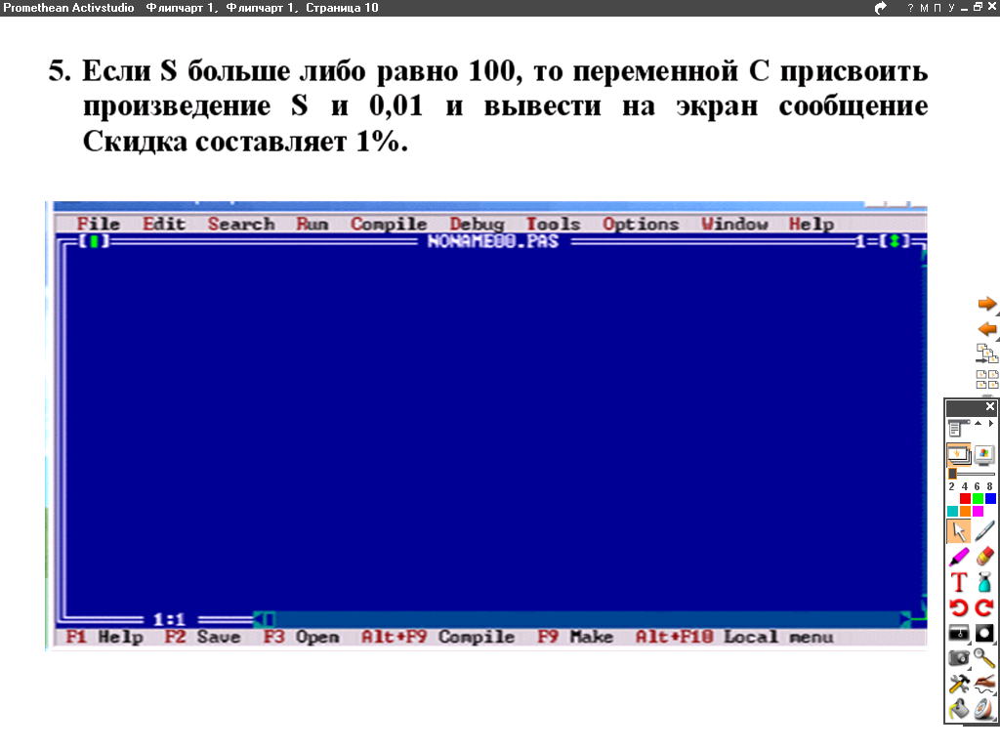 Promethean Activstudio Флипчарт 1, Флипчарт 1, Страница 10
? М П У
5. Если S больше либо равно 100, то переменной C присвоить
произведение S и 0,01 и вывести на экран сообщение
Скидка составляет 1%.
File Edit Search Run Compile Debug Tools Options Window Help
NONAME00.PAS 1
1:1
F1 Help F2 Save F3 Open Alt+F9 Compile F9 Make Alt+F10 Local menu
2 4 6 8
T